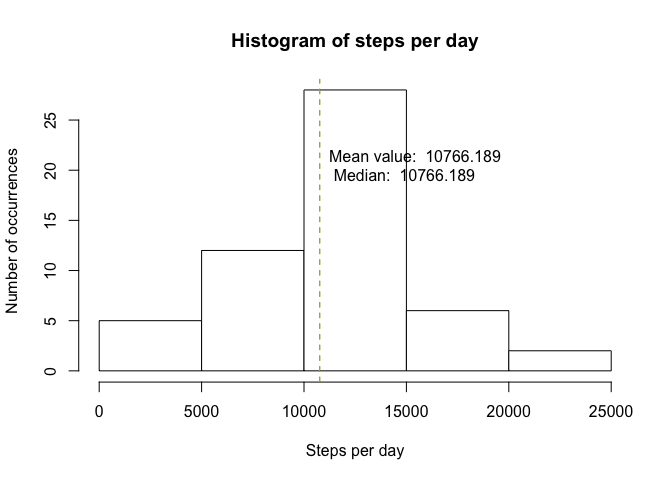 Histogram of steps per day
Number of occurrences
25
20
15
10
5
0
Mean value:  10766.189
Median:  10766.189
0 5000 10000 15000 20000 25000
Steps per day